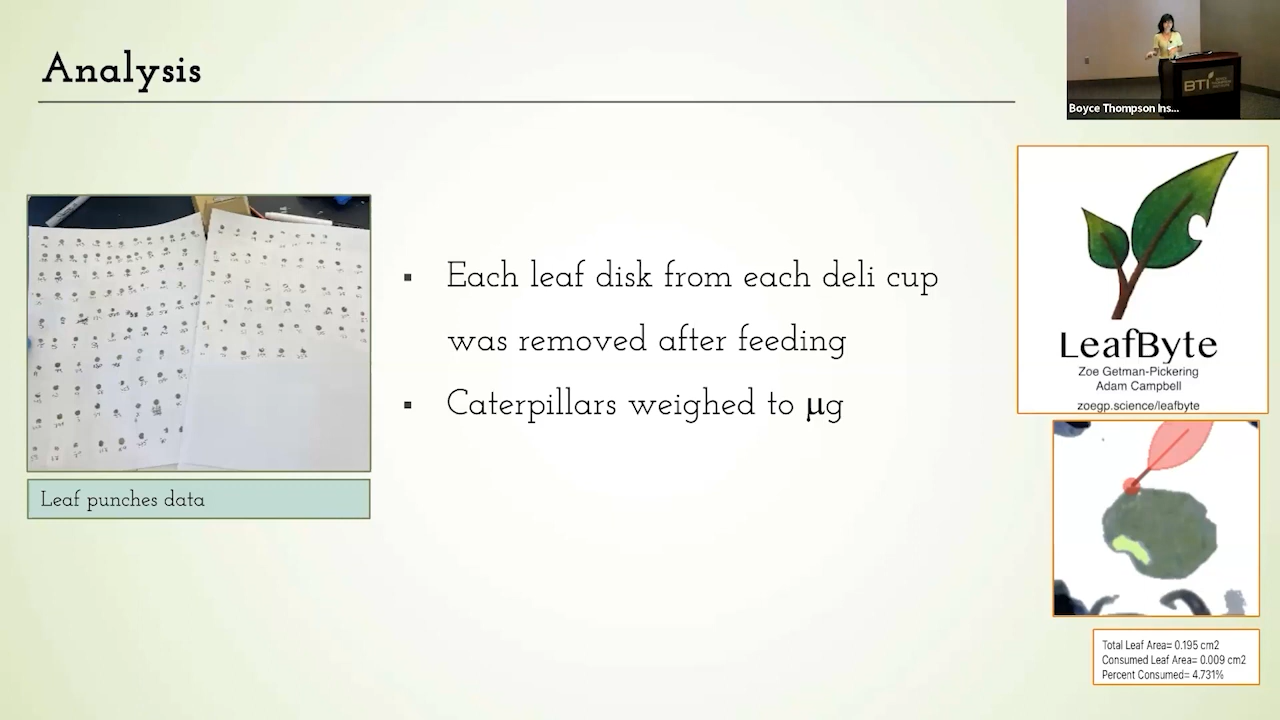 Analysis
Boyce Thompson Ins...
BTI
Each leaf disk from each deli cup
was removed after feeding
Caterpillars weighed to µg
Leaf punches data
LeafByte
Zoe Getman-Pickering
Adam Campbell
zoegp.science/leafbyte
Total Leaf Area= 0.195 cm2
Consumed Leaf Area= 0.009 cm2
Percent Consumed= 4.731%